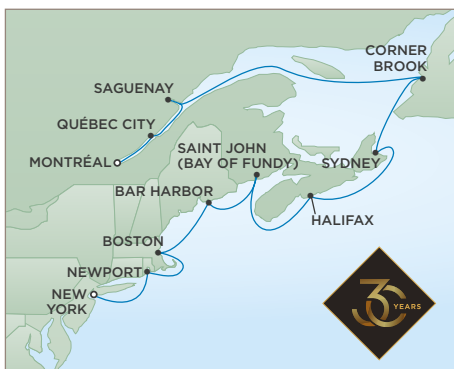 CORNER
BROOK
SAGUENAY
QUÉBEC CITY
SAINT JOHN
(BAY OF FUNDY)
SYDNEY
MONTRÉAL
BAR HARBOR
HALIFAX
BOSTON
NEWPORT
NEW
YORK
30
YEARS